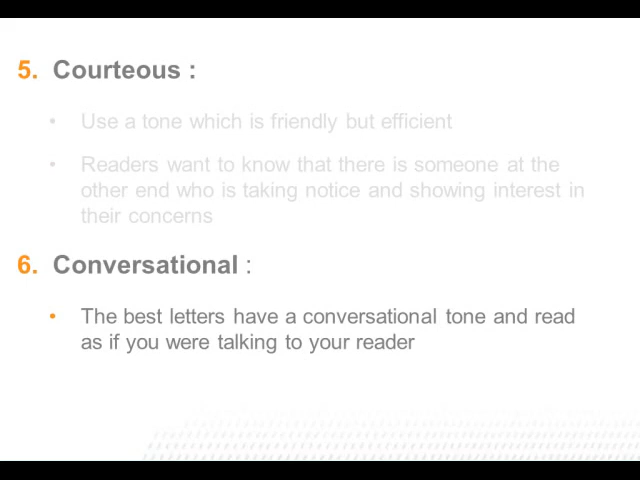 5. Courteous :
• Use a tone which is friendly but efficient
• Readers want to know that there is someone at the
other end who is taking notice and showing interest in
their concerns
6. Conversational :
• The best letters have a conversational tone and read
as if you were talking to your reader